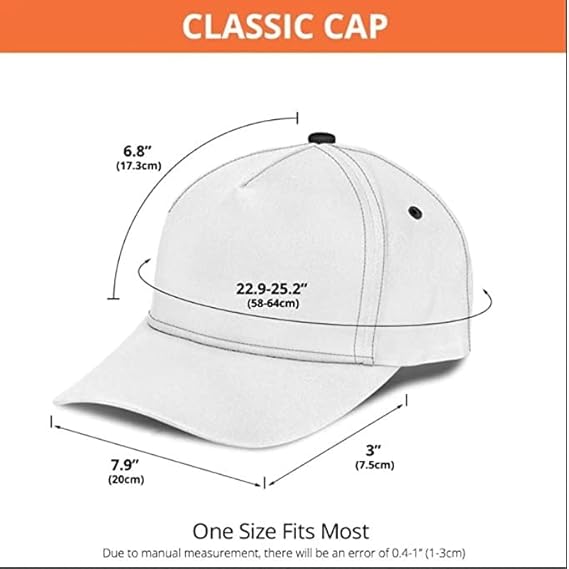 CLASSIC CAP
6.8”
(17.3cm)
22.9-25.2”
(58-64cm)
3”
(7.5cm)
7.9”
(20cm)
One Size Fits Most
Due to manual measurement, there will be an error of 0.4-1” (1-3cm)